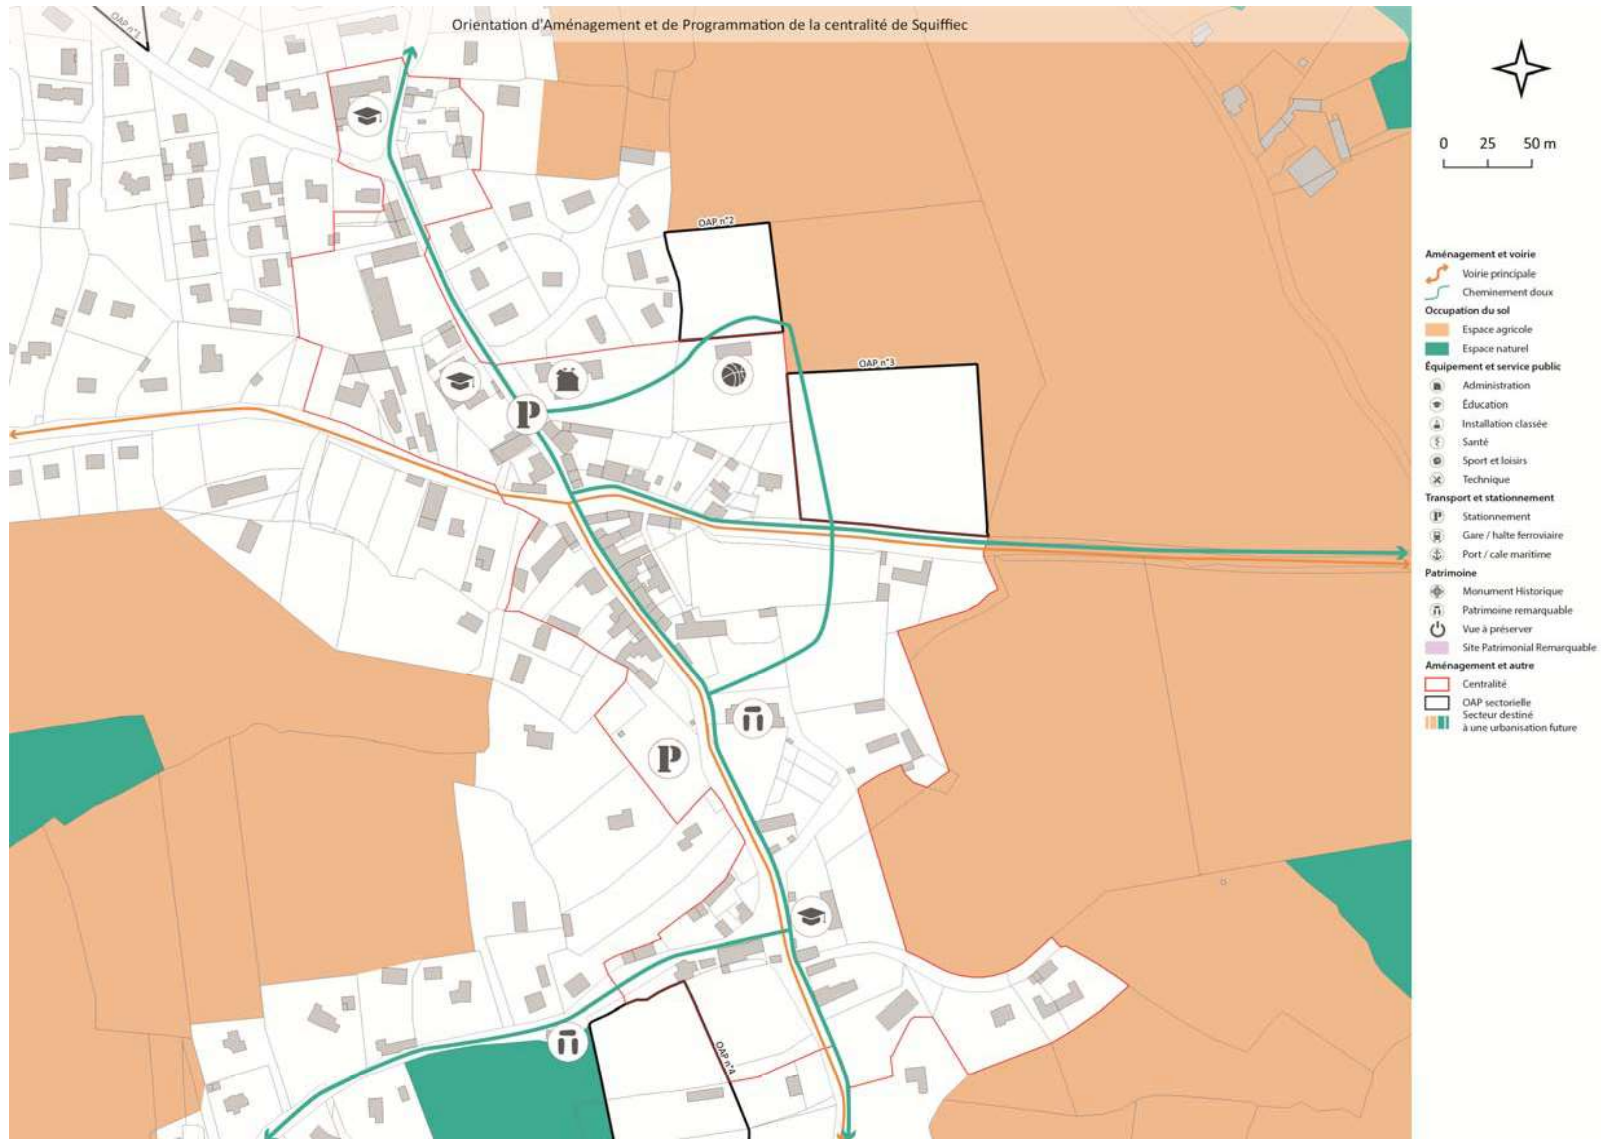 Orientation d'Aménagement et de Programmation de la centralité de Squiffiec
OAP n°1
0 25 50 m
OAP n°2
OAP n°3
P
P
OAP n°4
Aménagement et voirie
Voirie principale
Cheminement doux
Occupation du sol
Espace agricole
Espace naturel
Équipement et service public
Administration
Éducation
Installation classée
Santé
Sport et loisirs
Technique
Transport et stationnement
P Stationnement
Gare / halte ferroviaire
Port / cale maritime
Patrimoine
Monument Historique
Patrimoine remarquable
Vue à préserver
Site Patrimonial Remarquable
Aménagement et autre
Centralité
OAP sectorielle
Secteur destiné
à une urbanisation future